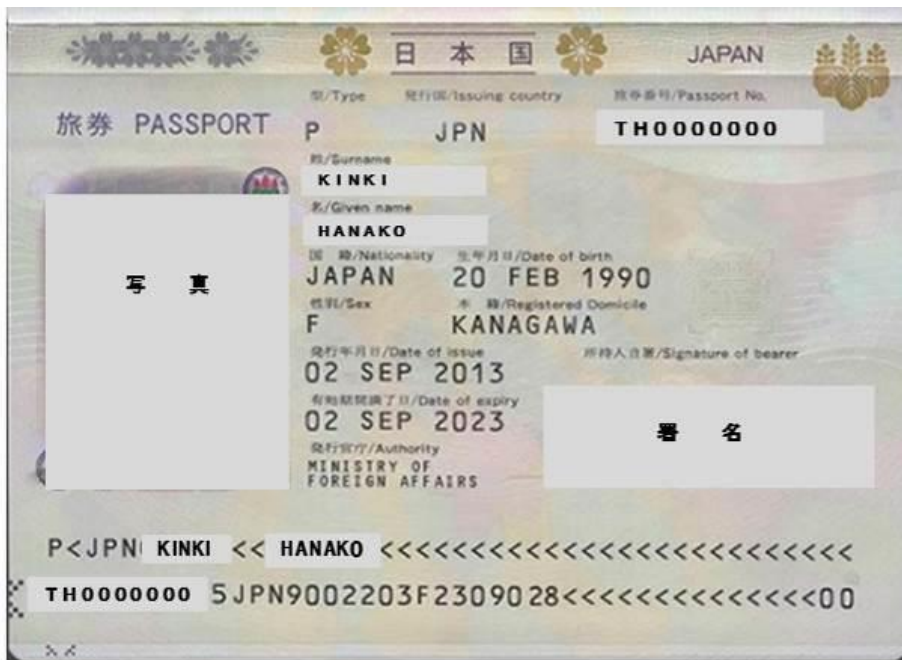 日本国 JAPAN
型/Type 発行国/Issuing country 旅券番号/Passport No.
旅券 PASSPORT P JPN TH0000000
姓/Surname
KINKI
名/Given name
HANAKO
国籍/Nationality 生年月日/Date of birth
JAPAN 20 FEB 1990
性別/Sex 本籍/Registered Domicile
F KANAGAWA
発行年月日/Date of issue 所持人自署/Signature of bearer
02 SEP 2013
有効期間満了日/Date of expiry
02 SEP 2023
発行官庁/Authority
MINISTRY OF
FOREIGN AFFAIRS
写真
署名
P<JPN KINKI << HANAKO <<<<<<<<<<<<<<<<<<<<<<<<<<<
TH0000000 5JPN9002203F2309028<<<<<<<<<<<<<<00